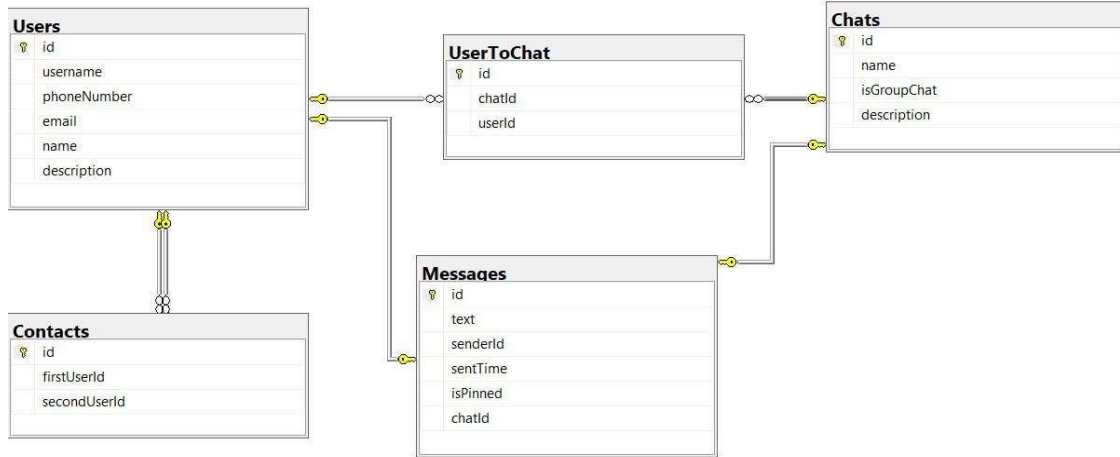 Users
id
username
phoneNumber
email
name
description
UserToChat
id
chatId
userId
Chats
id
name
isGroupChat
description
Contacts
id
firstUserId
secondUserId
Messages
id
text
senderId
sentTime
isPinned
chatId